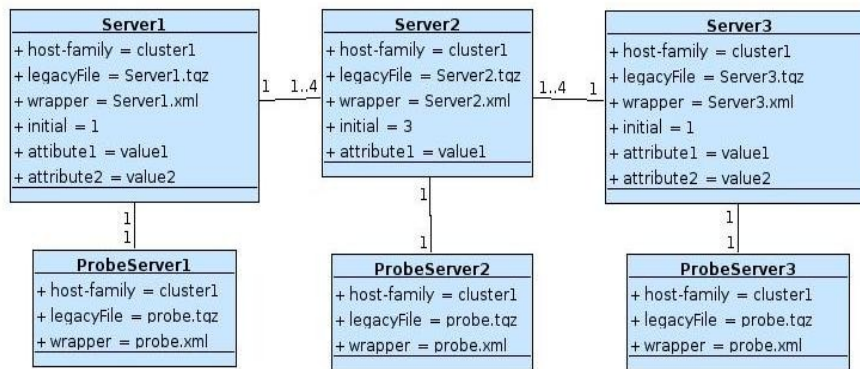 Server1
+ host-family = cluster1
+ legacyFile = Server1.tgz
+ wrapper = Server1.xml
+ initial = 1
+ attibute1 = value1
+ attribute2 = value2
1
1..4
Server2
+ host-family = cluster1
+ legacyFile = Server2.tgz
+ wrapper = Server2.xml
+ initial = 3
+ attribute1 = value1
1..4
1
Server3
+ host-family = cluster1
+ legacyFile = Server3.tgz
+ wrapper = Server3.xml
+ initial = 1
+ attribute1 = value1
+ attribute2 = value2
1
1
ProbeServer1
+ host-family = cluster1
+ legacyFile = probe.tgz
+ wrapper = probe.xml
1
1
ProbeServer2
+ host-family = cluster1
+ legacyFile = probe.tgz
+ wrapper = probe.xml
1
1
ProbeServer3
+ host-family = cluster1
+ legacyFile = probe.tgz
+ wrapper = probe.xml